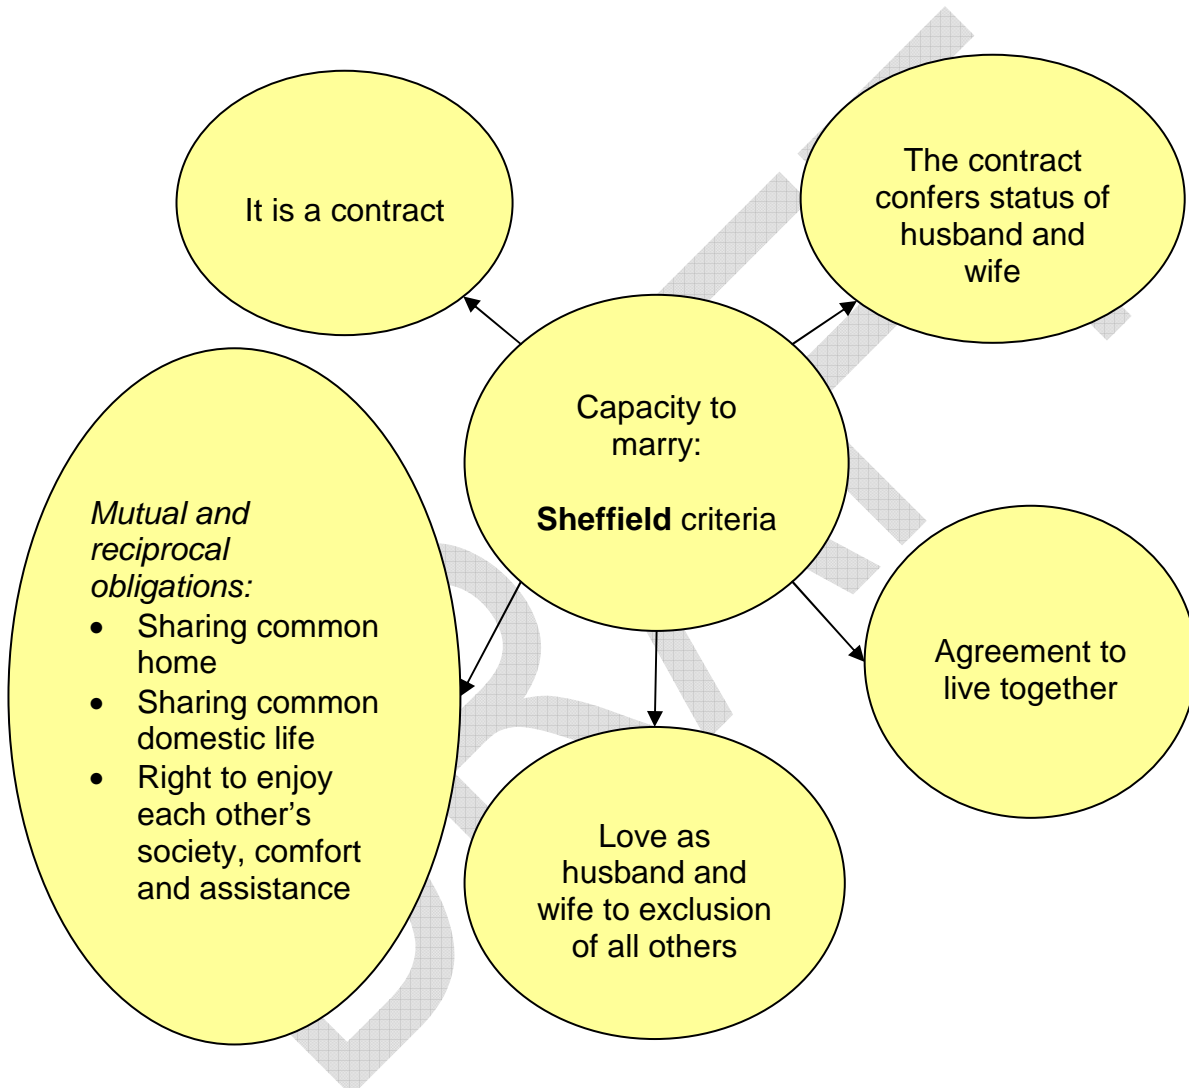 It is a contract
The contract
confers status of
husband and
wife
Capacity to
marry:
Sheffield criteria
Mutual and
reciprocal
obligations:
• Sharing common
home
• Sharing common
domestic life
• Right to enjoy
each other’s
society, comfort
and assistance
Agreement to
live together
Love as
husband and
wife to exclusion
of all others
DRAFT